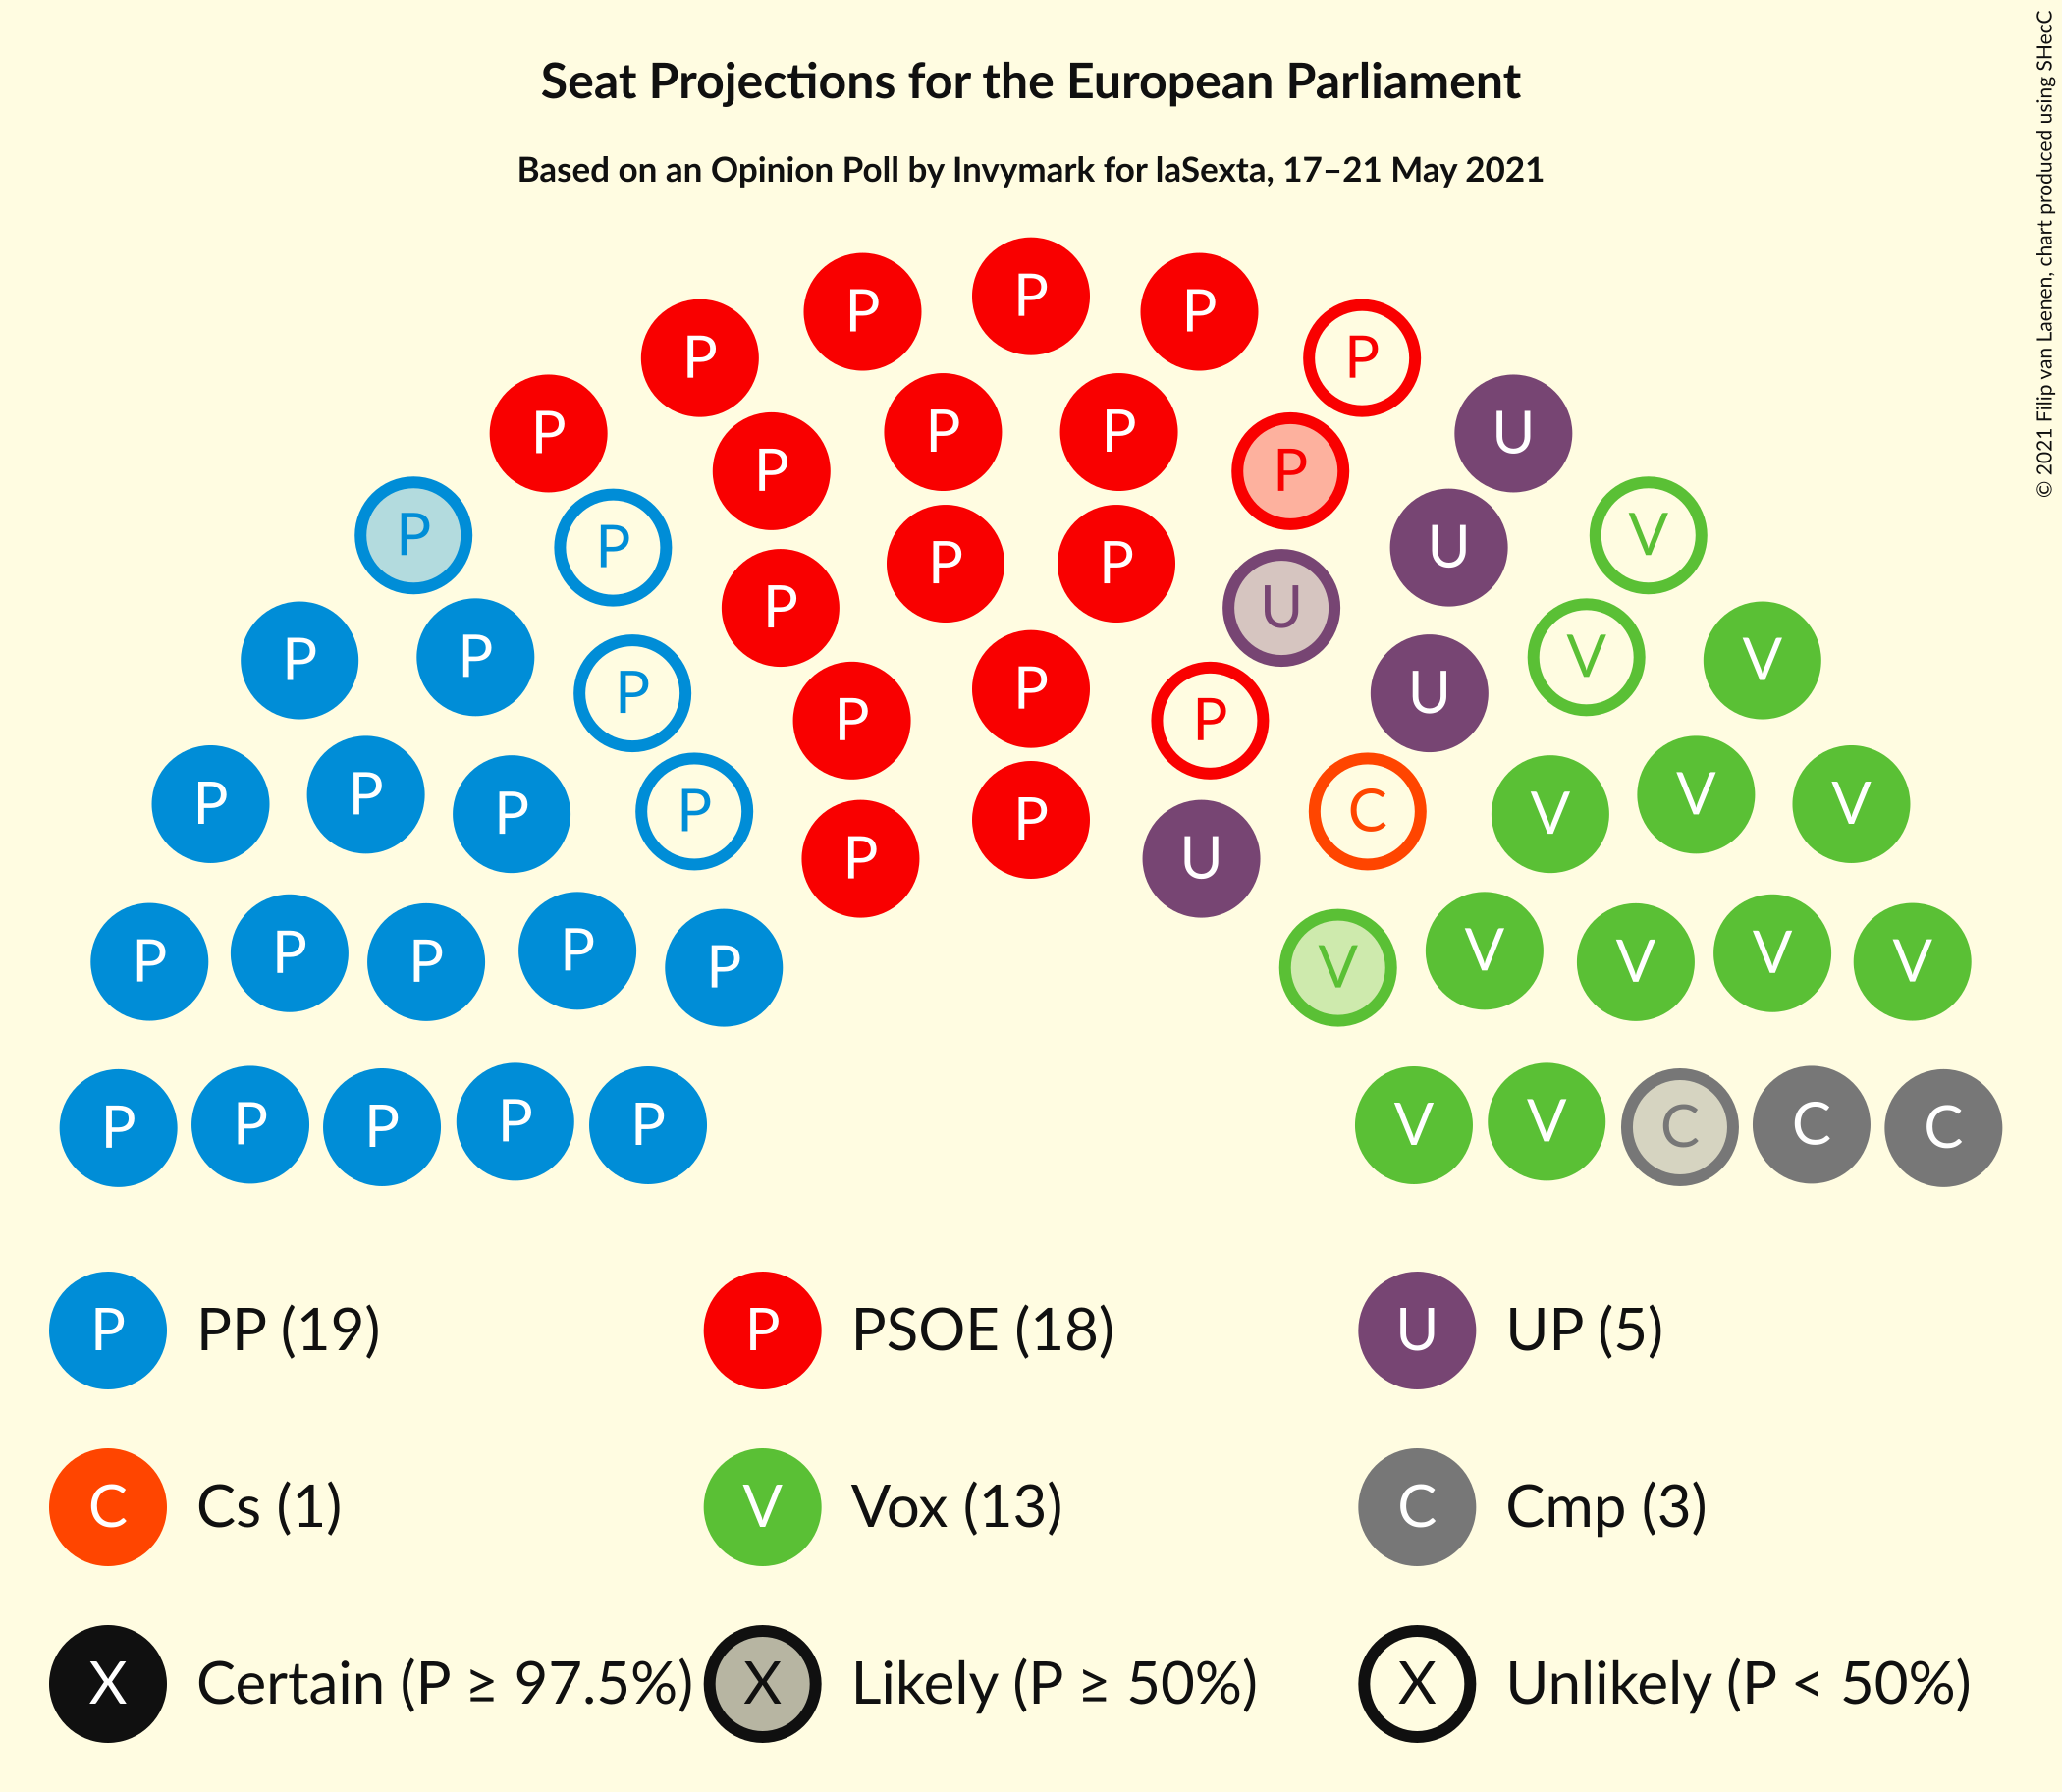 © 2021 Filip van Laenen, chart produced using SHecC
Seat Projections for the European Parliament
Based on an Opinion Poll by Invymark for laSexta, 17–21 May 2021
P
P P
P P
P P P U
P P
P V
P U
P P
P U
P P V V
P P U
P P
P P P P P C V V V
P U
P P P P P V V V V V
P P P P P V V C C C
P PP (19) P PSOE (18) U UP (5)
C Cs (1) V Vox (13) C Cmp (3)
X Certain (P ≥ 97.5%) X Likely (P ≥ 50%) X Unlikely (P < 50%)